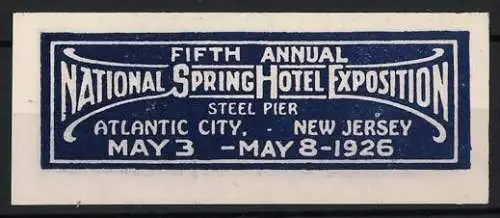 FIFTH ANNUAL
NATIONAL SPRING HOTEL EXPOSITION
STEEL PIER
ATLANTIC CITY, - NEW JERSEY
MAY 3 - MAY 8 - 1926